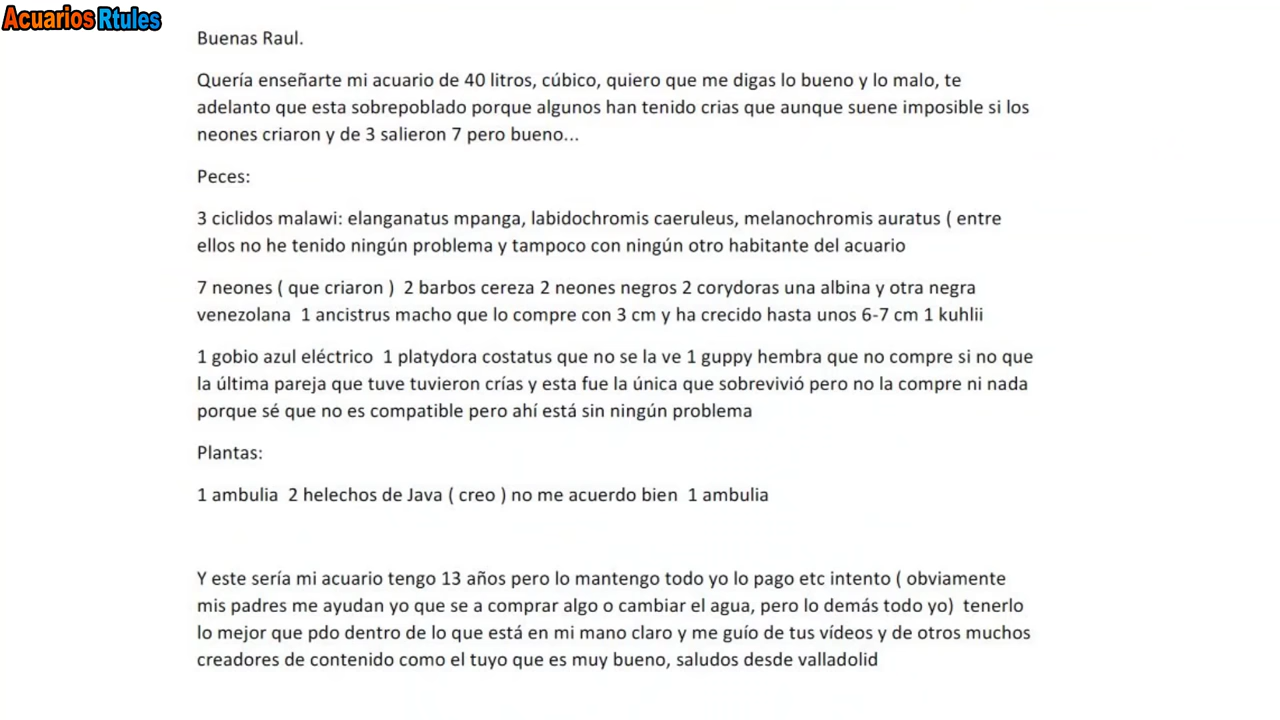 Acuarios Rtules
Buenas Raul.
Quería enseñarte mi acuario de 40 litros, cúbico, quiero que me digas lo bueno y lo malo, te
adelanto que esta sobrepoblado porque algunos han tenido crias que aunque suene imposible si los
neones criaron y de 3 salieron 7 pero bueno...
Peces:
3 ciclidos malawi: elanganatus mpanga, labidochromis caeruleus, melanochromis auratus ( entre
ellos no he tenido ningún problema y tampoco con ningún otro habitante del acuario
7 neones ( que criaron )  2 barbos cereza 2 neones negros 2 corydoras una albina y otra negra
venezolana  1 ancistrus macho que lo compre con 3 cm y ha crecido hasta unos 6-7 cm 1 kuhlii
1 gobio azul eléctrico  1 platydora costatus que no se la ve 1 guppy hembra que no compre si no que
la última pareja que tuve tuvieron crías y esta fue la única que sobrevivió pero no la compre ni nada
porque sé que no es compatible pero ahí está sin ningún problema
Plantas:
1 ambulia  2 helechos de Java ( creo ) no me acuerdo bien  1 ambulia
Y este sería mi acuario tengo 13 años pero lo mantengo todo yo lo pago etc intento ( obviamente
mis padres me ayudan yo que se a comprar algo o cambiar el agua, pero lo demás todo yo)  tenerlo
lo mejor que pdo dentro de lo que está en mi mano claro y me guío de tus vídeos y de otros muchos
creadores de contenido como el tuyo que es muy bueno, saludos desde valladolid